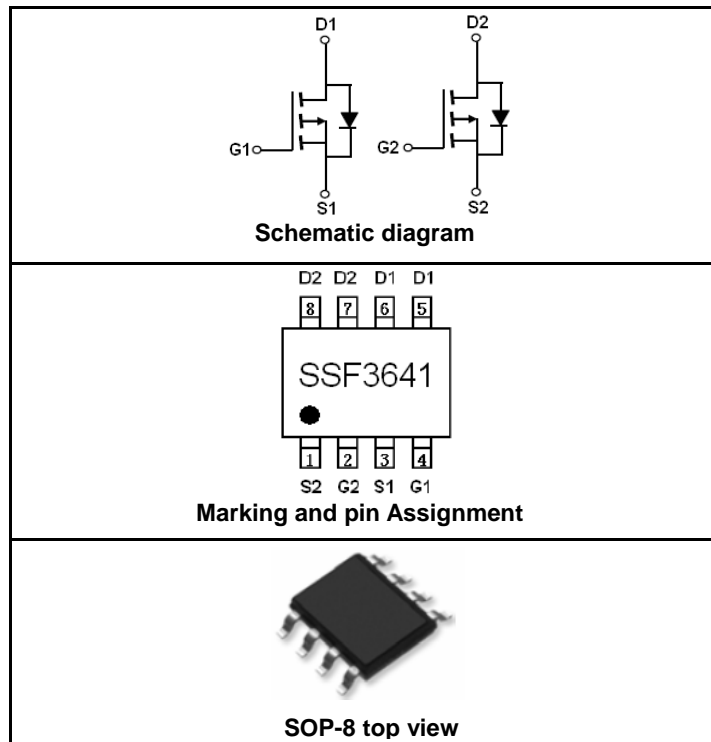 D1 D2
G1 G2
S1 S2
Schematic diagram
D2 D2 D1 D1
8 7 6 5
SSF3641
1 2 3 4
S2 G2 S1 G1
Marking and pin Assignment
SOP-8 top view